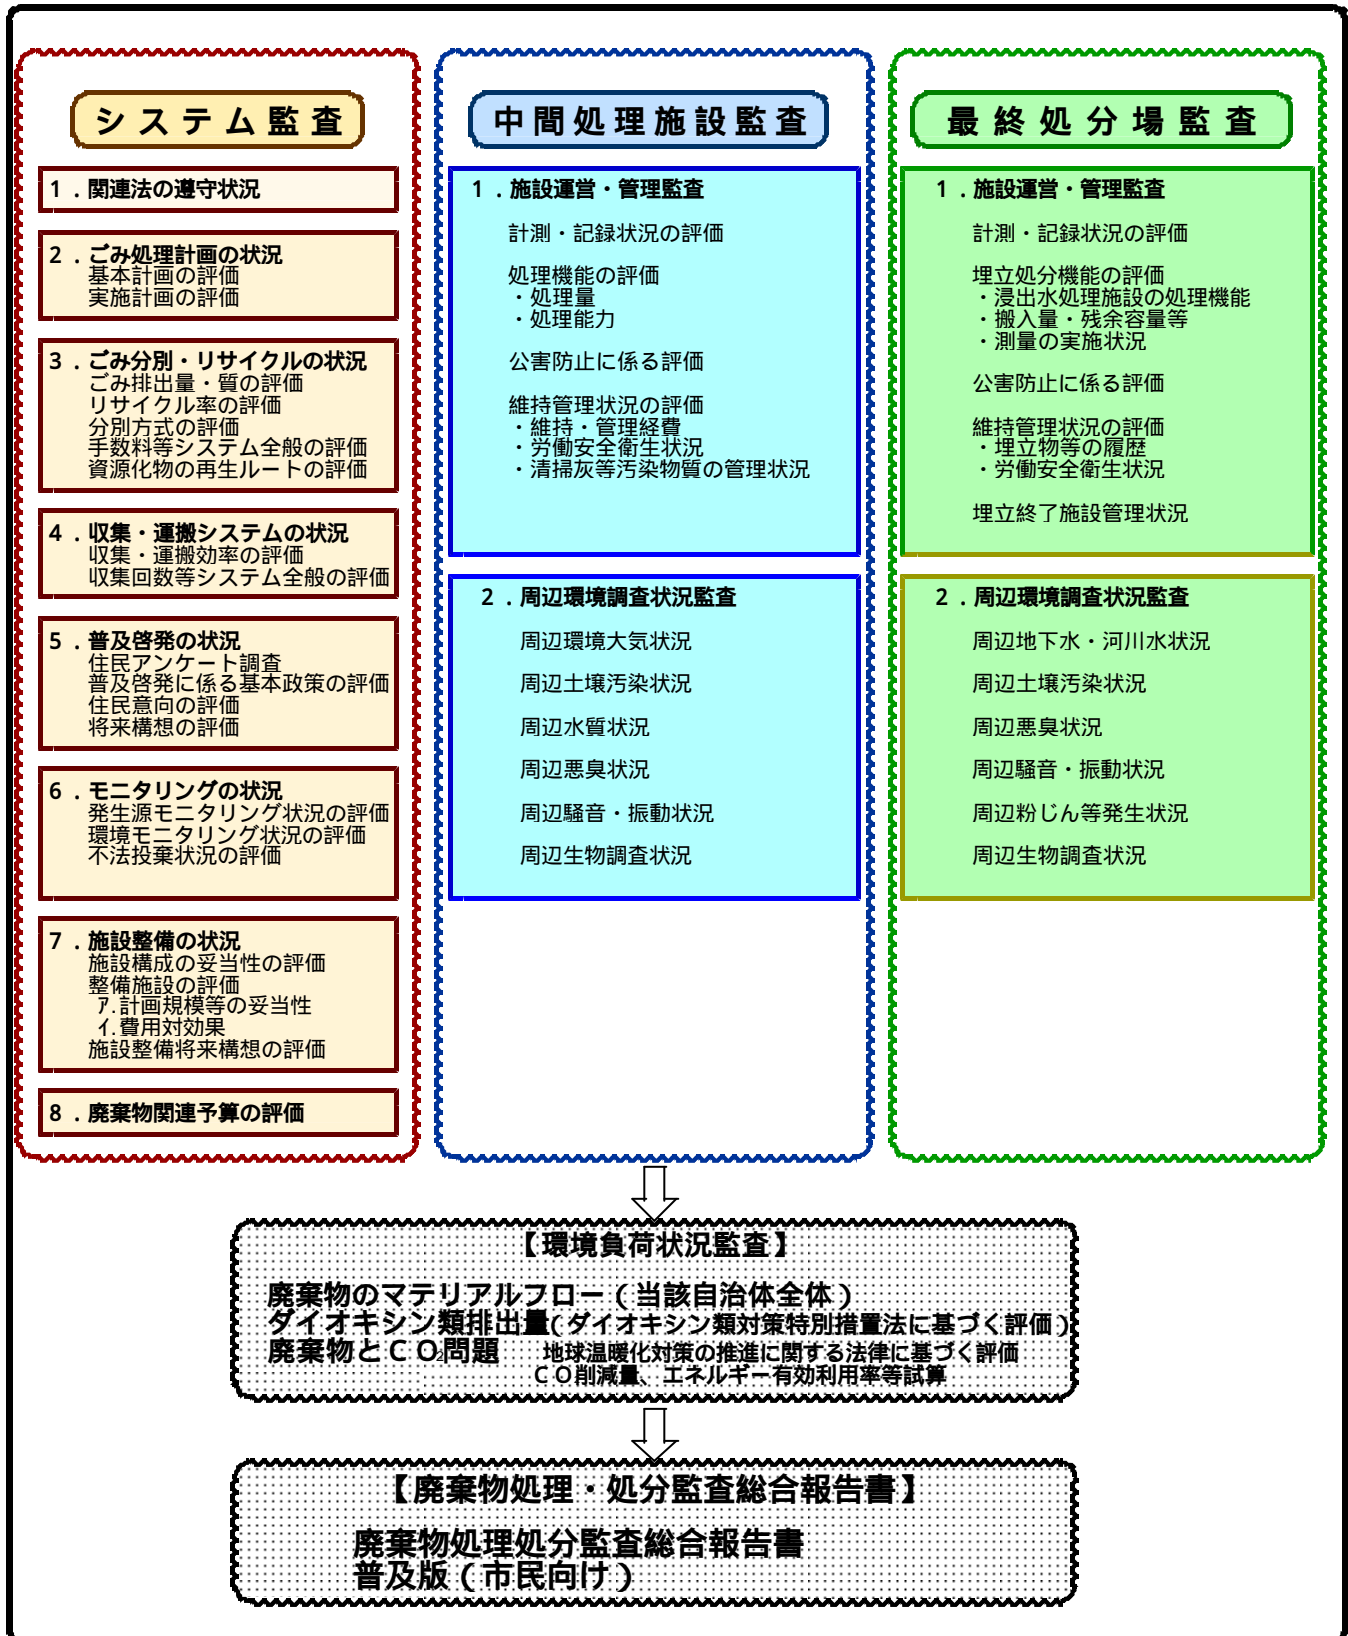 システム監査
１．関連法の遵守状況
２．ごみ処理計画の状況
基本計画の評価
実施計画の評価
３．ごみ分別・リサイクルの状況
ごみ排出量・質の評価
リサイクル率の評価
分別方式の評価
手数料等システム全般の評価
資源化物の再生ルートの評価
４．収集・運搬システムの状況
収集・運搬効率の評価
収集回数等システム全般の評価
５．普及啓発の状況
住民アンケート調査
普及啓発に係る基本政策の評価
住民意向の評価
将来構想の評価
６．モニタリングの状況
発生源モニタリング状況の評価
環境モニタリング状況の評価
不法投棄状況の評価
７．施設整備の状況
施設構成の妥当性の評価
整備施設の評価
ｱ.計画規模等の妥当性
ｲ.費用対効果
施設整備将来構想の評価
８．廃棄物関連予算の評価
中間処理施設監査
１．施設運営・管理監査
計測・記録状況の評価
処理機能の評価
・処理量
・処理能力
公害防止に係る評価
維持管理状況の評価
・維持・管理経費
・労働安全衛生状況
・清掃灰等汚染物質の管理状況
２．周辺環境調査状況監査
周辺環境大気状況
周辺土壌汚染状況
周辺水質状況
周辺悪臭状況
周辺騒音・振動状況
周辺生物調査状況
最終処分場監査
１．施設運営・管理監査
計測・記録状況の評価
埋立処分機能の評価
・浸出水処理施設の処理機能
・搬入量・残余容量等
・測量の実施状況
公害防止に係る評価
維持管理状況の評価
・埋立物等の履歴
・労働安全衛生状況
埋立終了施設管理状況
２．周辺環境調査状況監査
周辺地下水・河川水状況
周辺土壌汚染状況
周辺悪臭状況
周辺騒音・振動状況
周辺粉じん等発生状況
周辺生物調査状況
【環境負荷状況監査】
廃棄物のマテリアルフロー（当該自治体全体）
ダイオキシン類排出量（ダイオキシン類対策特別措置法に基づく評価）
廃棄物とＣＯ₂問題 地球温暖化対策の推進に関する法律に基づく評価
ＣＯ削減量、エネルギー有効利用率等試算
【廃棄物処理・処分監査総合報告書】
廃棄物処理処分監査総合報告書
普及版（市民向け）